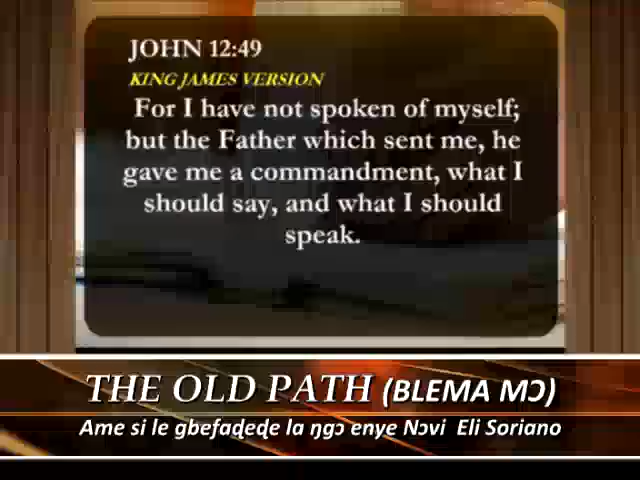 JOHN 12:49
KING JAMES VERSION
For I have not spoken of myself;
but the Father which sent me, he
gave me a commandment, what I
should say, and what I should
speak.
THE OLD PATH (BLEMA MƆ)
Ame si le gbefaɖeɖe la ŋgɔ enye Nɔvi Eli Soriano